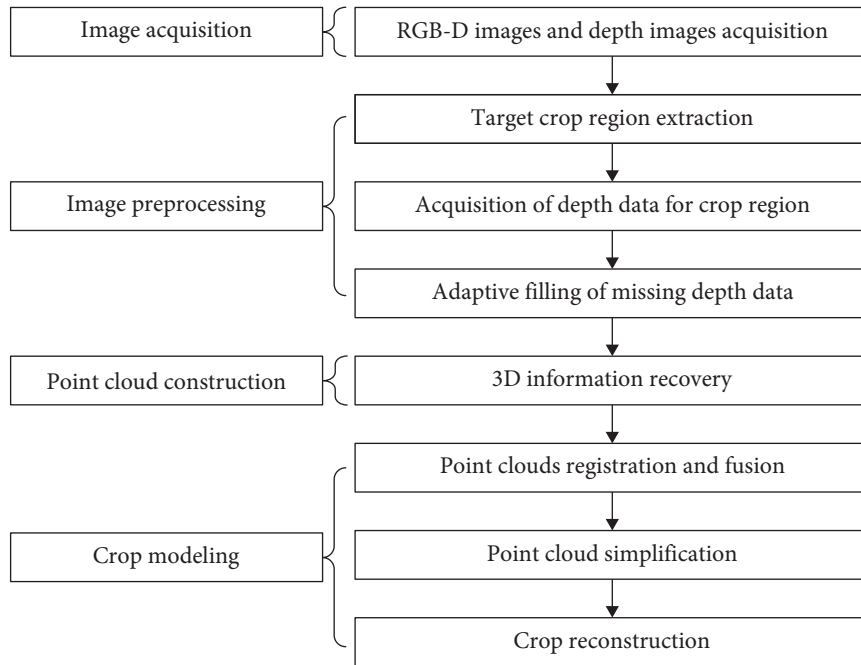 Image acquisition
RGB-D images and depth images acquisition
Target crop region extraction
Image preprocessing
Acquisition of depth data for crop region
Adaptive filling of missing depth data
Point cloud construction
3D information recovery
Point clouds registration and fusion
Crop modeling
Point cloud simplification
Crop reconstruction